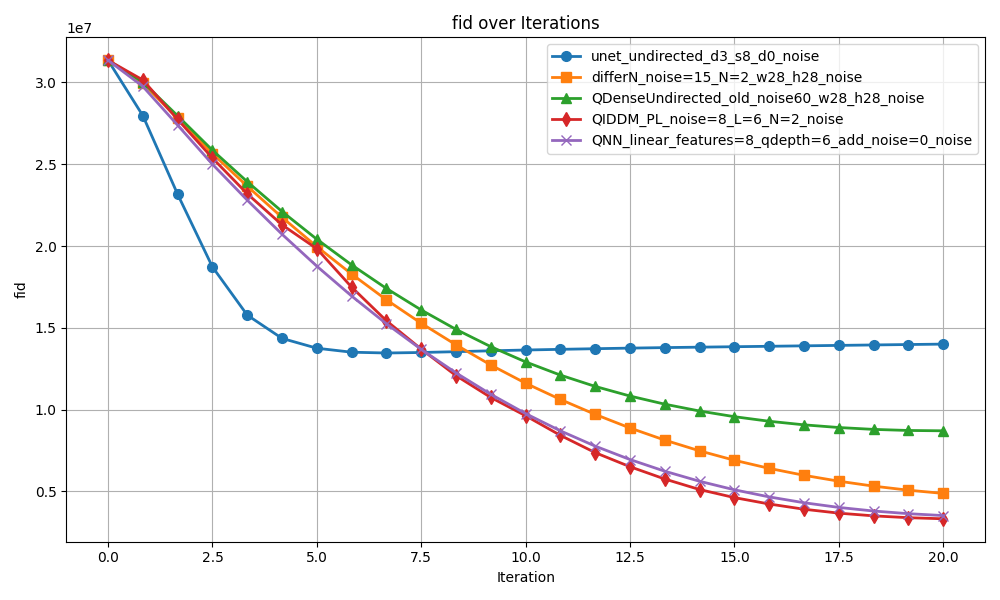 fid over Iterations
1e7
unet_undirected_d3_s8_d0_noise
differN_noise=15_N=2_w28_h28_noise
QDenseUndirected_old_noise60_w28_h28_noise
QIDDM_PL_noise=8_L=6_N=2_noise
QNN_linear_features=8_qdepth=6_add_noise=0_noise
3.0
2.5
2.0
1.5
1.0
0.5
fid
0.0 2.5 5.0 7.5 10.0 12.5 15.0 17.5 20.0
Iteration